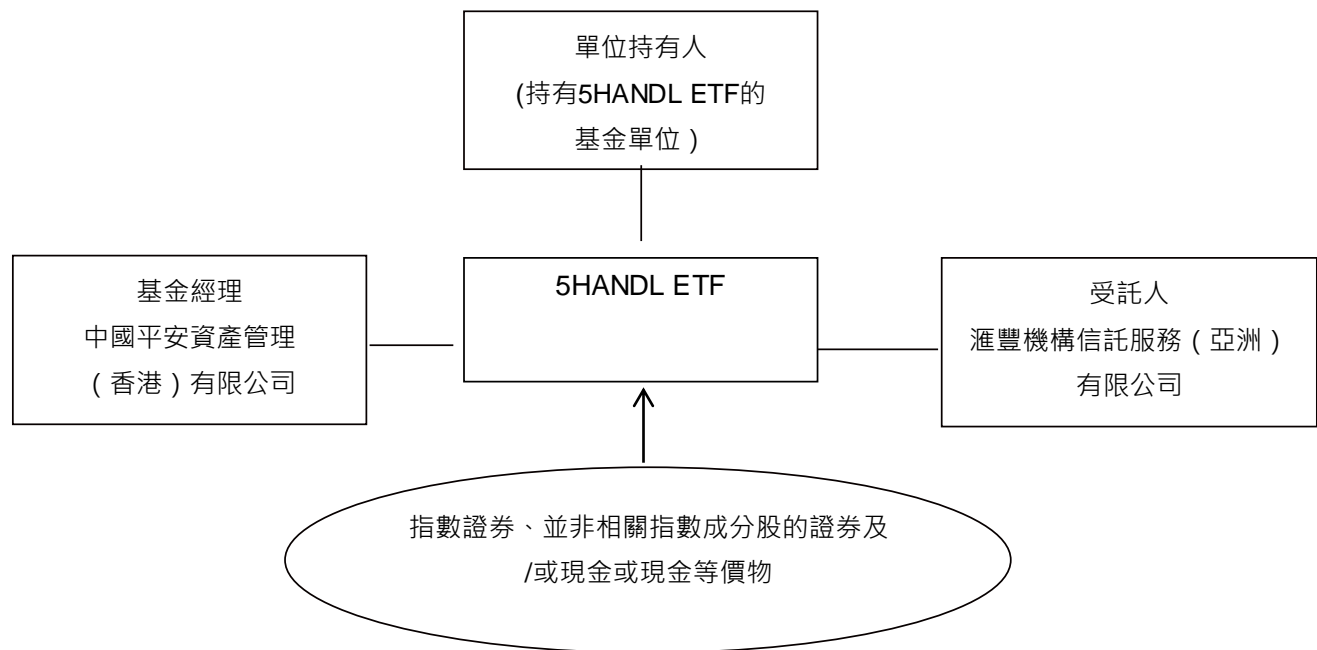 單位持有人
(持有5HANDL ETF的
基金單位）
基金經理
中國平安資產管理
（香港）有限公司
5HANDL ETF
受託人
滙豐機構信託服務（亞洲）
有限公司
指數證券、並非相關指數成分股的證券及
/或現金或現金等價物